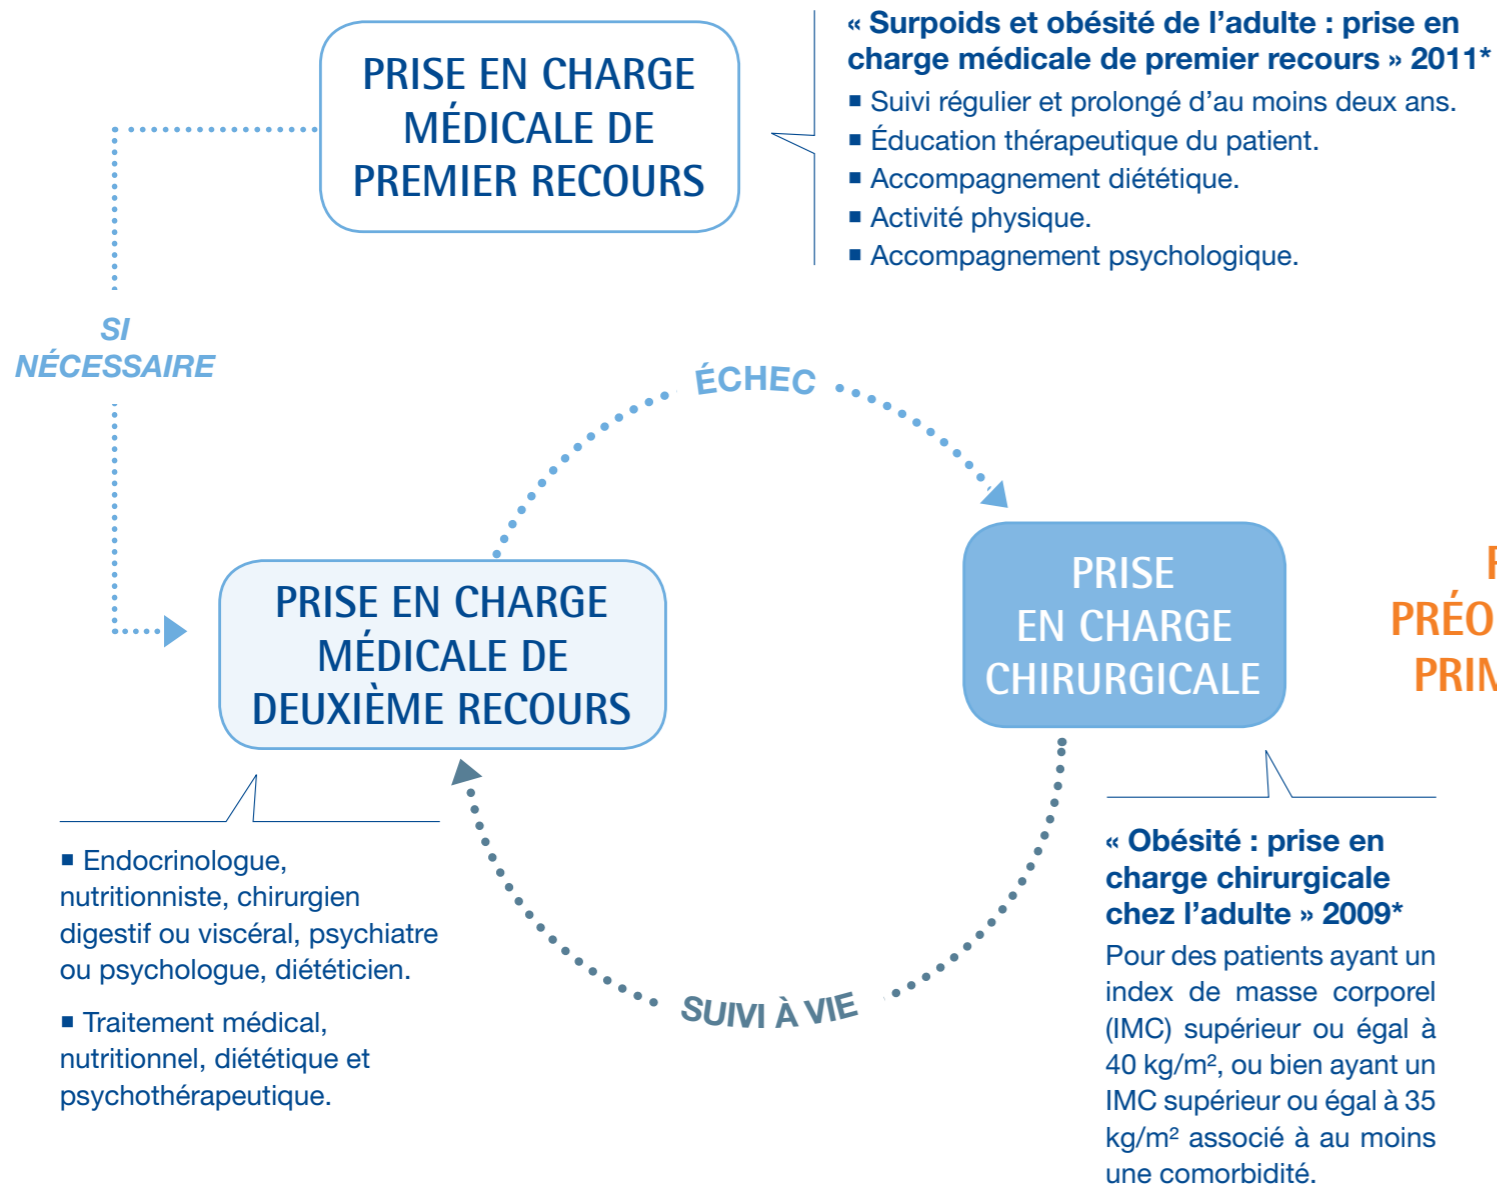 PRISE EN CHARGE
MÉDICALE DE
PREMIER RECOURS
« Surpoids et obésité de l’adulte : prise en
charge médicale de premier recours » 2011*
■ Suivi régulier et prolongé d’au moins deux ans.
■ Éducation thérapeutique du patient.
■ Accompagnement diététique.
■ Activité physique.
■ Accompagnement psychologique.
SI
NÉCESSAIRE
ÉCHEC
PRISE EN CHARGE
MÉDICALE DE
DEUXIÈME RECOURS
PRISE
EN CHARGE
CHIRURGICALE
PRÉO
PRIM
■ Endocrinologue,
nutritionniste, chirurgien
digestif ou viscéral, psychiatre
ou psychologue, diététicien.
■ Traitement médical,
nutritionnel, diététique et
psychothérapeutique.
SUIVI À VIE
« Obésité : prise en
charge chirurgicale
chez l’adulte » 2009*
Pour des patients ayant un
index de masse corporel
(IMC) supérieur ou égal à
40 kg/m², ou bien ayant un
IMC supérieur ou égal à 35
kg/m² associé à au moins
une comorbidité.